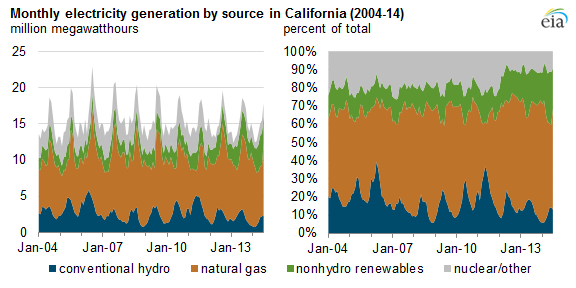 Monthly electricity generation by source in California (2004-14)
million megawatthours
percent of total
eia
25
20
15
10
5
0
Jan-04 Jan-07 Jan-10 Jan-13
100%
90%
80%
70%
60%
50%
40%
30%
20%
10%
0%
Jan-04 Jan-07 Jan-10 Jan-13
conventional hydro natural gas nonhydro renewables nuclear/other